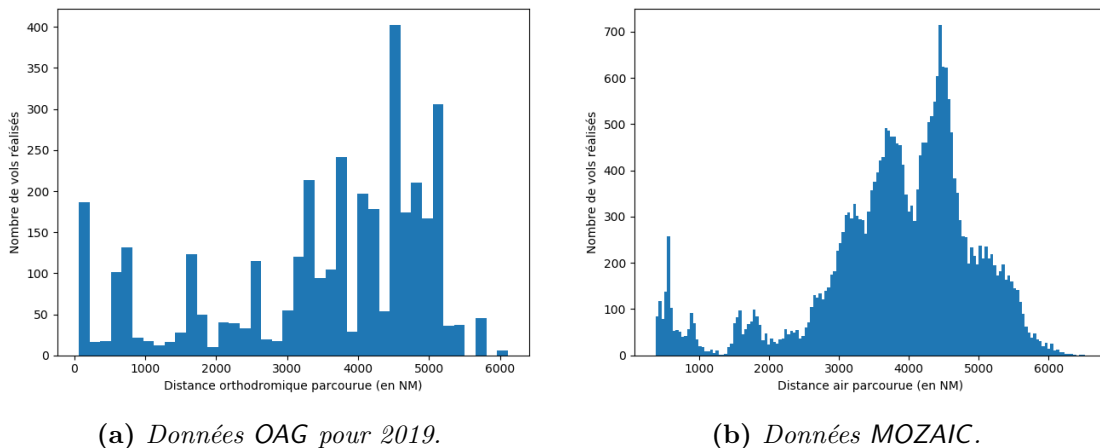 400
350
300
250
200
150
100
50
0
Nombre de vols réalisés
0 1000 2000 3000 4000 5000 6000
Distance orthodromique parcourue (en NM)
(a) Données OAG pour 2019.
700
600
500
400
300
200
100
0
Nombre de vols réalisés
1000 2000 3000 4000 5000 6000
Distance air parcourue (en NM)
(b) Données MOZAIC.